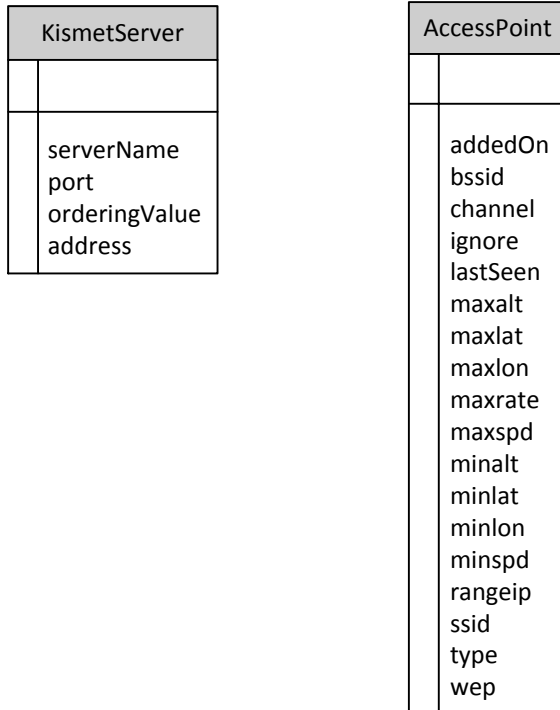 KismetServer
serverName
port
orderingValue
address
AccessPoint
addedOn
bssid
channel
ignore
lastSeen
maxalt
maxlat
maxlon
maxrate
maxspd
minalt
minlat
minlon
minspd
rangeip
ssid
type
wep